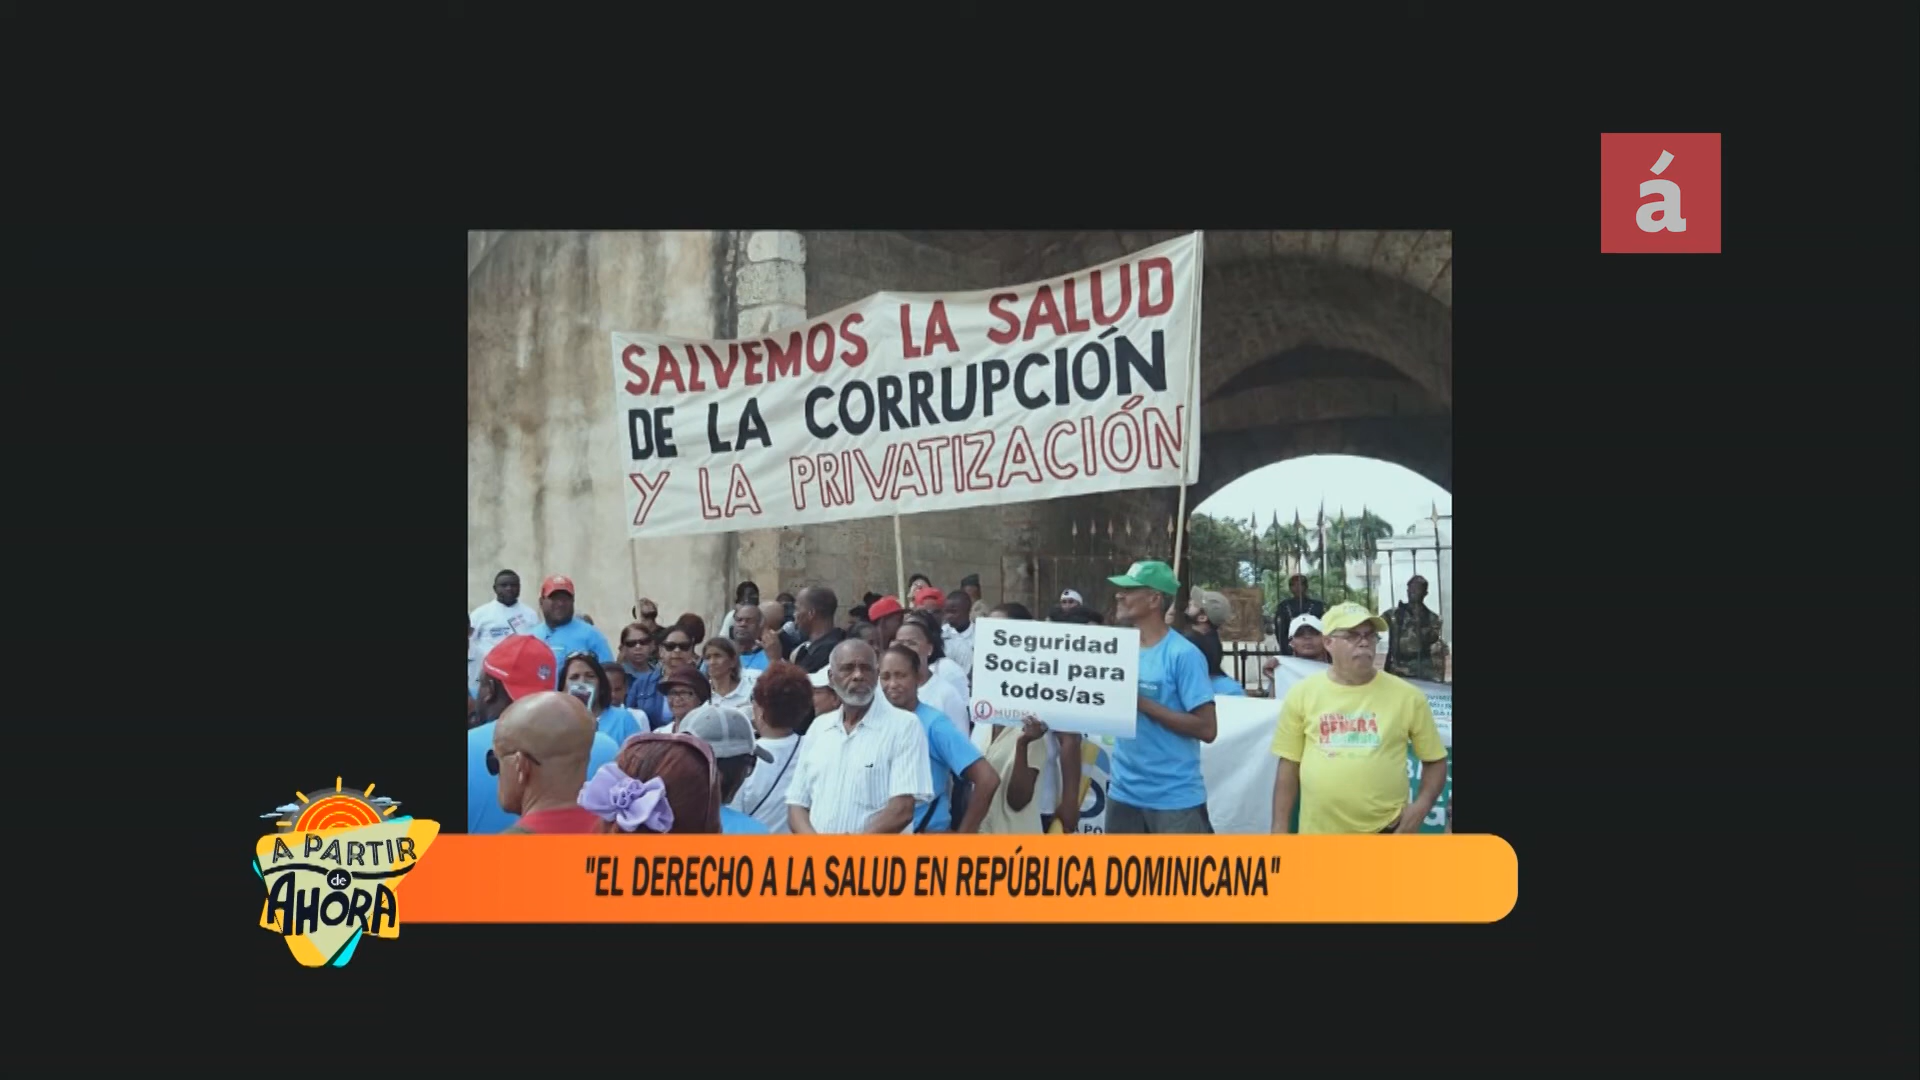 á
SALVEMOS LA SALUD
DE LA CORRUPCIÓN
Y LA PRIVATIZACIÓN
Seguridad
Social para
todos/as
GENERA
A PARTIR
de
AHORA
"EL DERECHO A LA SALUD EN REPÚBLICA DOMINICANA"